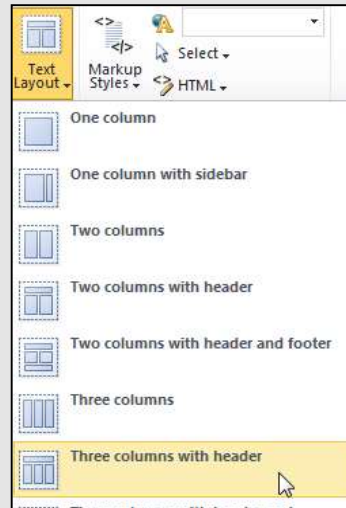 Text
Layout
Markup
Styles
Select
HTML
One column
One column with sidebar
Two columns
Two columns with header
Two columns with header and footer
Three columns
Three columns with header